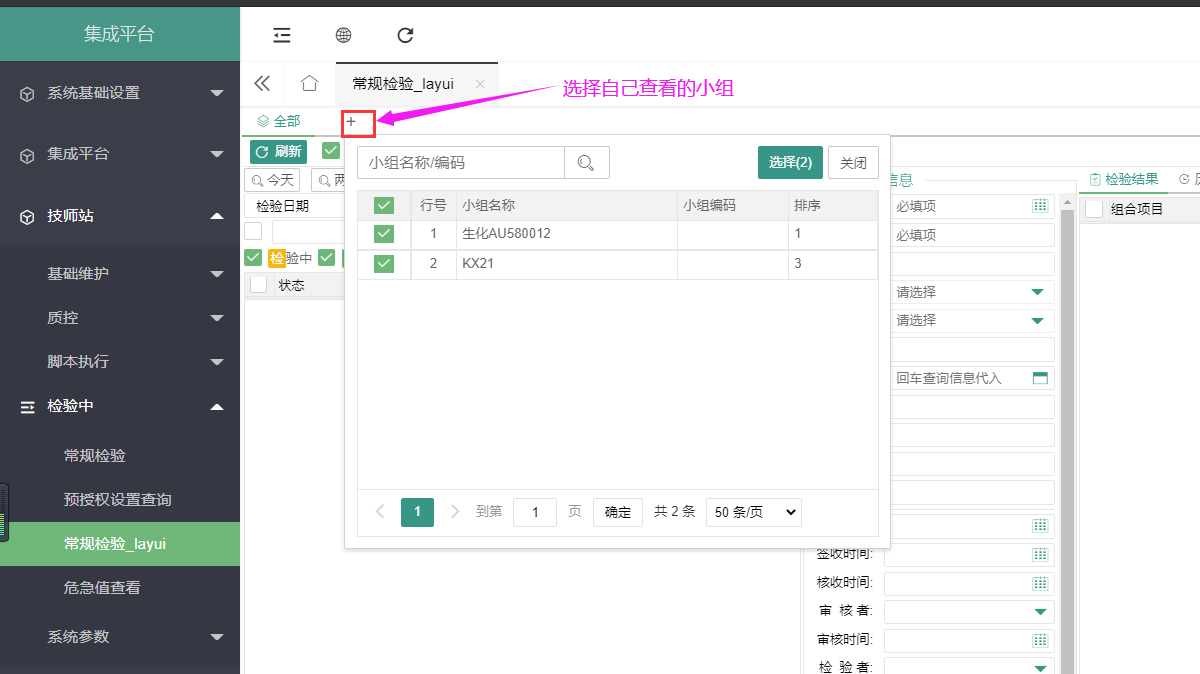 集成平台
系统基础设置
集成平台
技师站
基础维护
质控
脚本执行
检验中
常规检验
预授权设置查询
常规检验_layui
危急值查看
系统参数
常规检验_layui
选择自己查看的小组
全部
+
刷新
今天
检验日期
检验中
状态
小组名称/编码
选择(2)
关闭
行号 小组名称 小组编码 排序
1 生化AU580012 1
2 KX21 3
1
到第 1 页 确定 共 2 条 50 条/页
信息
必填项
必填项
请选择
请选择
回车查询信息代入
签收时间:
核收时间:
审 核 者:
审核时间:
检 验 者:
检验结果
组合项目